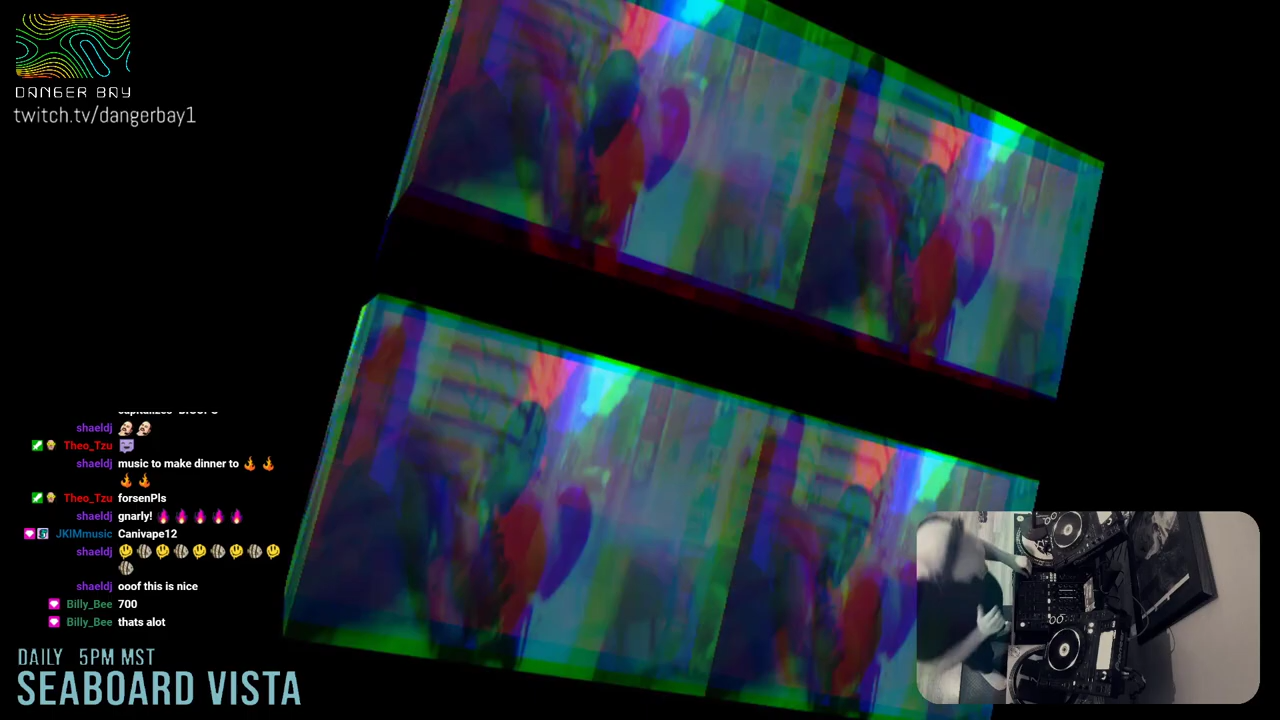 DANGER BAY
twitch.tv/dangerbay1
shaeldj
Theo_Tzu
shaeldj music to make dinner to
Theo_Tzu forsenPls
shaeldj gnarly!
JKIMmusic Canivape12
shaeldj
shaeldj ooof this is nice
Billy_Bee 700
Billy_Bee thats alot
DAILY 5PM MST
SEABOARD VISTA